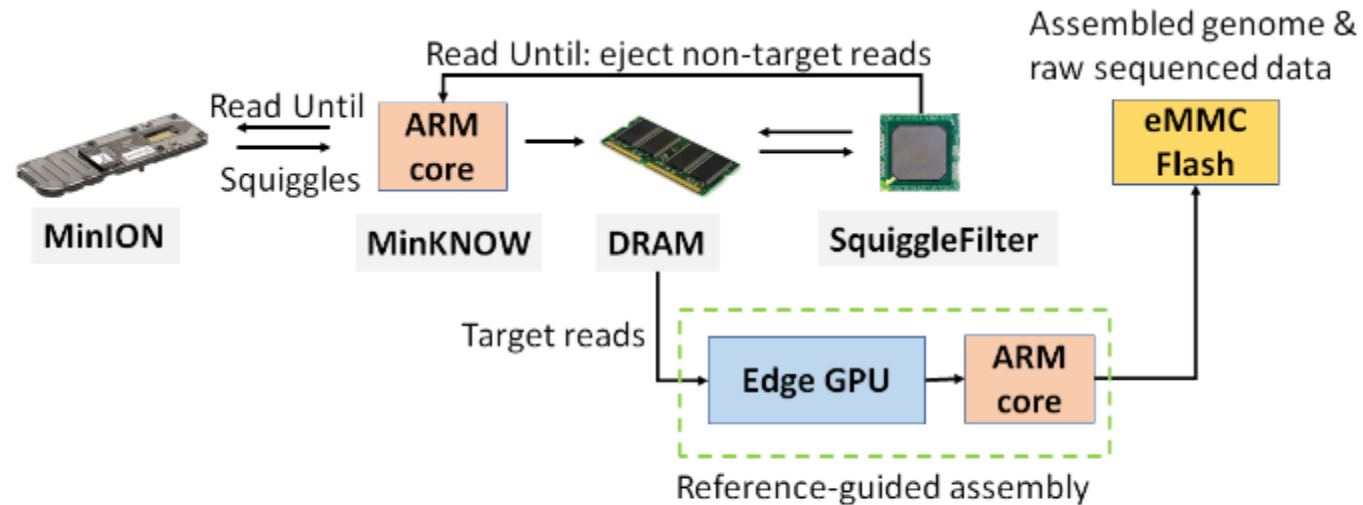 Read Until: eject non-target reads
Assembled genome &
raw sequenced data
Read Until
Squiggles
ARM
core
eMMC
Flash
MinION
MinKNOW
DRAM
SquiggleFilter
Target reads
Edge GPU
ARM
core
Reference-guided assembly